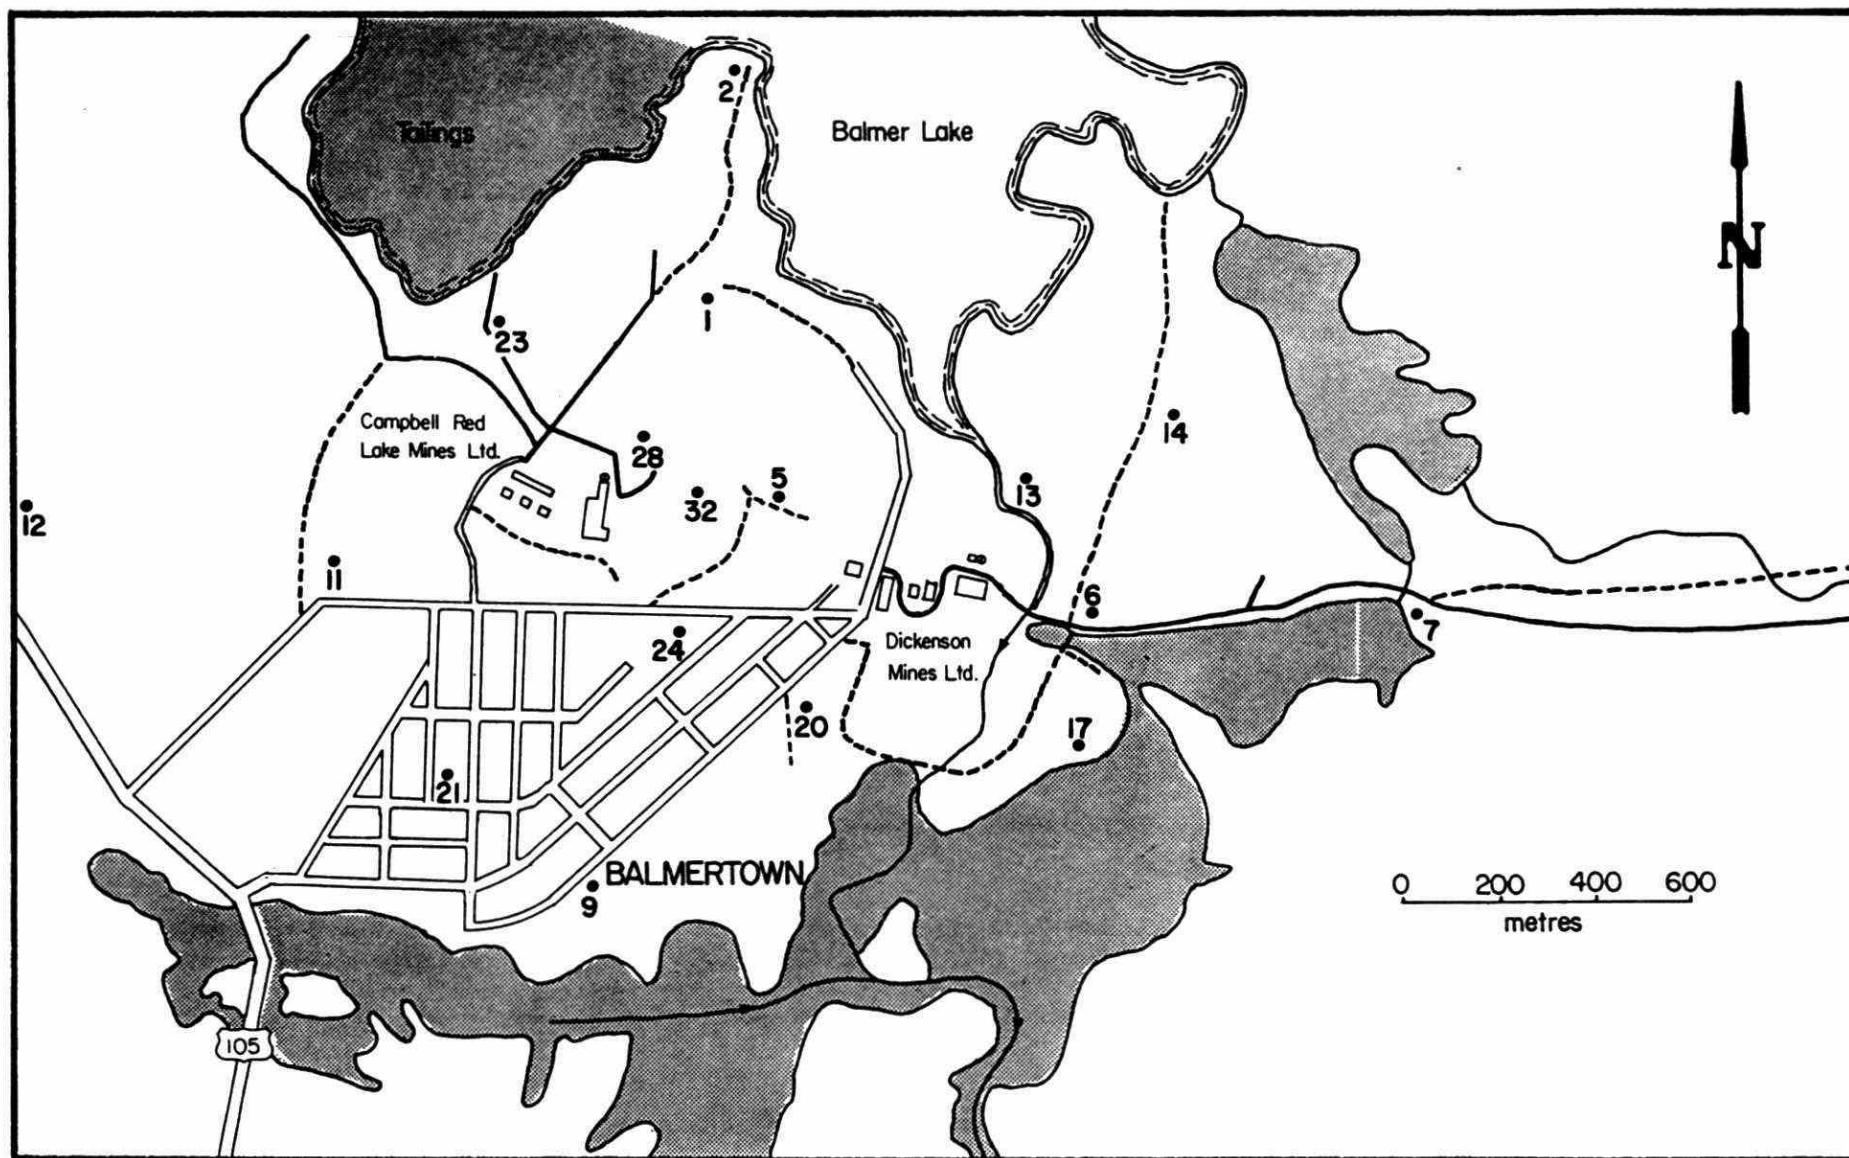 2
Tailings
Balmer Lake
N
1
23
Campbell Red
Lake Mines Ltd.
28
14
5
32
13
12
11
6
7
24
Dickenson
Mines Ltd.
20
17
21
BALMERTOWN
9
0 200 400 600
metres
105